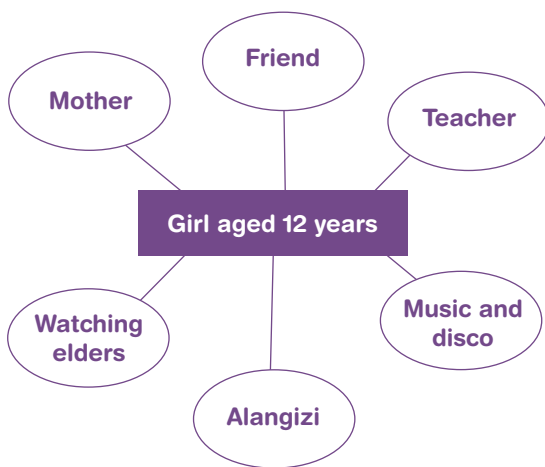 Friend
Mother
Teacher
Girl aged 12 years
Watching
elders
Music and
disco
Alangizi